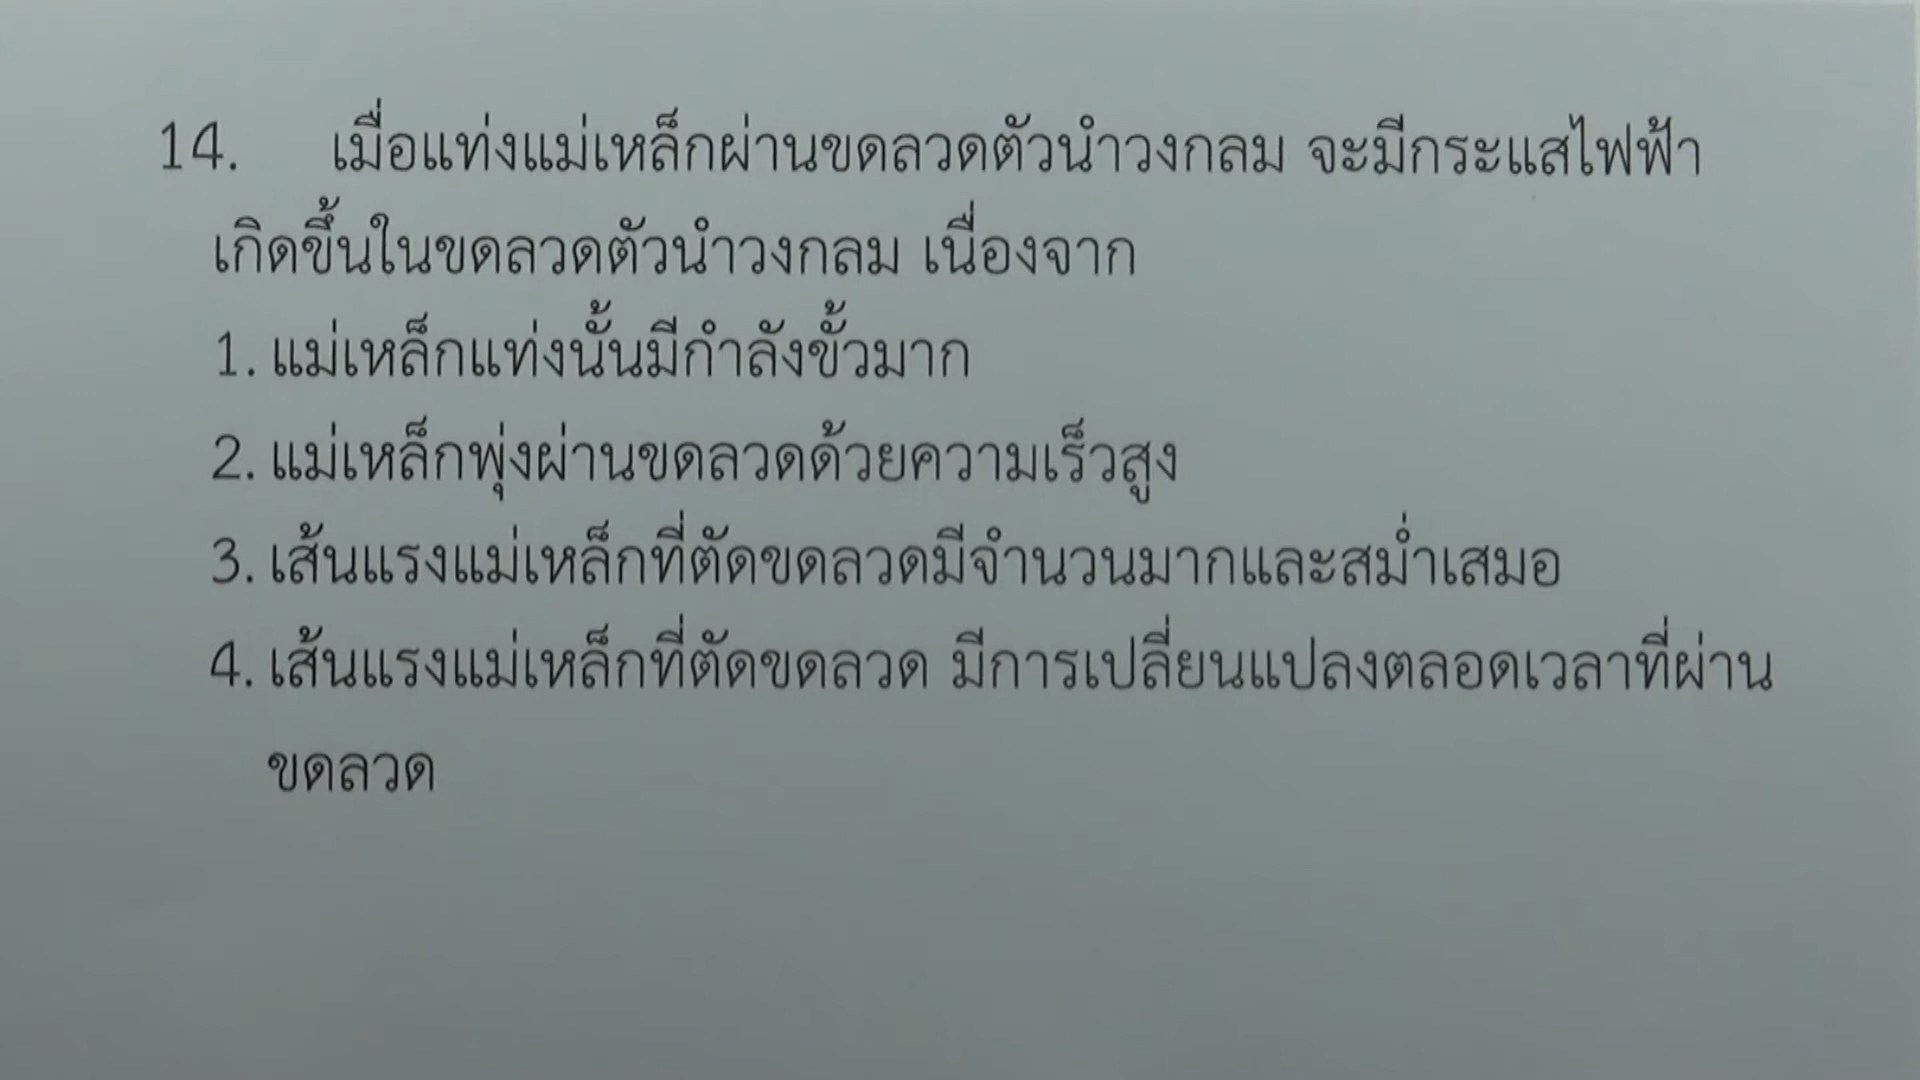 14. เมื่อแท่งแม่เหล็กผ่านขดลวดตัวนำวงกลม จะมีกระแสไฟฟ้า
เกิดขึ้นในขดลวดตัวนำวงกลม เนื่องจาก
1. แม่เหล็กแท่งนั้นมีกำลังขั้วมาก
2. แม่เหล็กพุ่งผ่านขดลวดด้วยความเร็วสูง
3. เส้นแรงแม่เหล็กที่ตัดขดลวดมีจำนวนมากและสม่ำเสมอ
4. เส้นแรงแม่เหล็กที่ตัดขดลวด มีการเปลี่ยนแปลงตลอดเวลาที่ผ่าน
ขดลวด